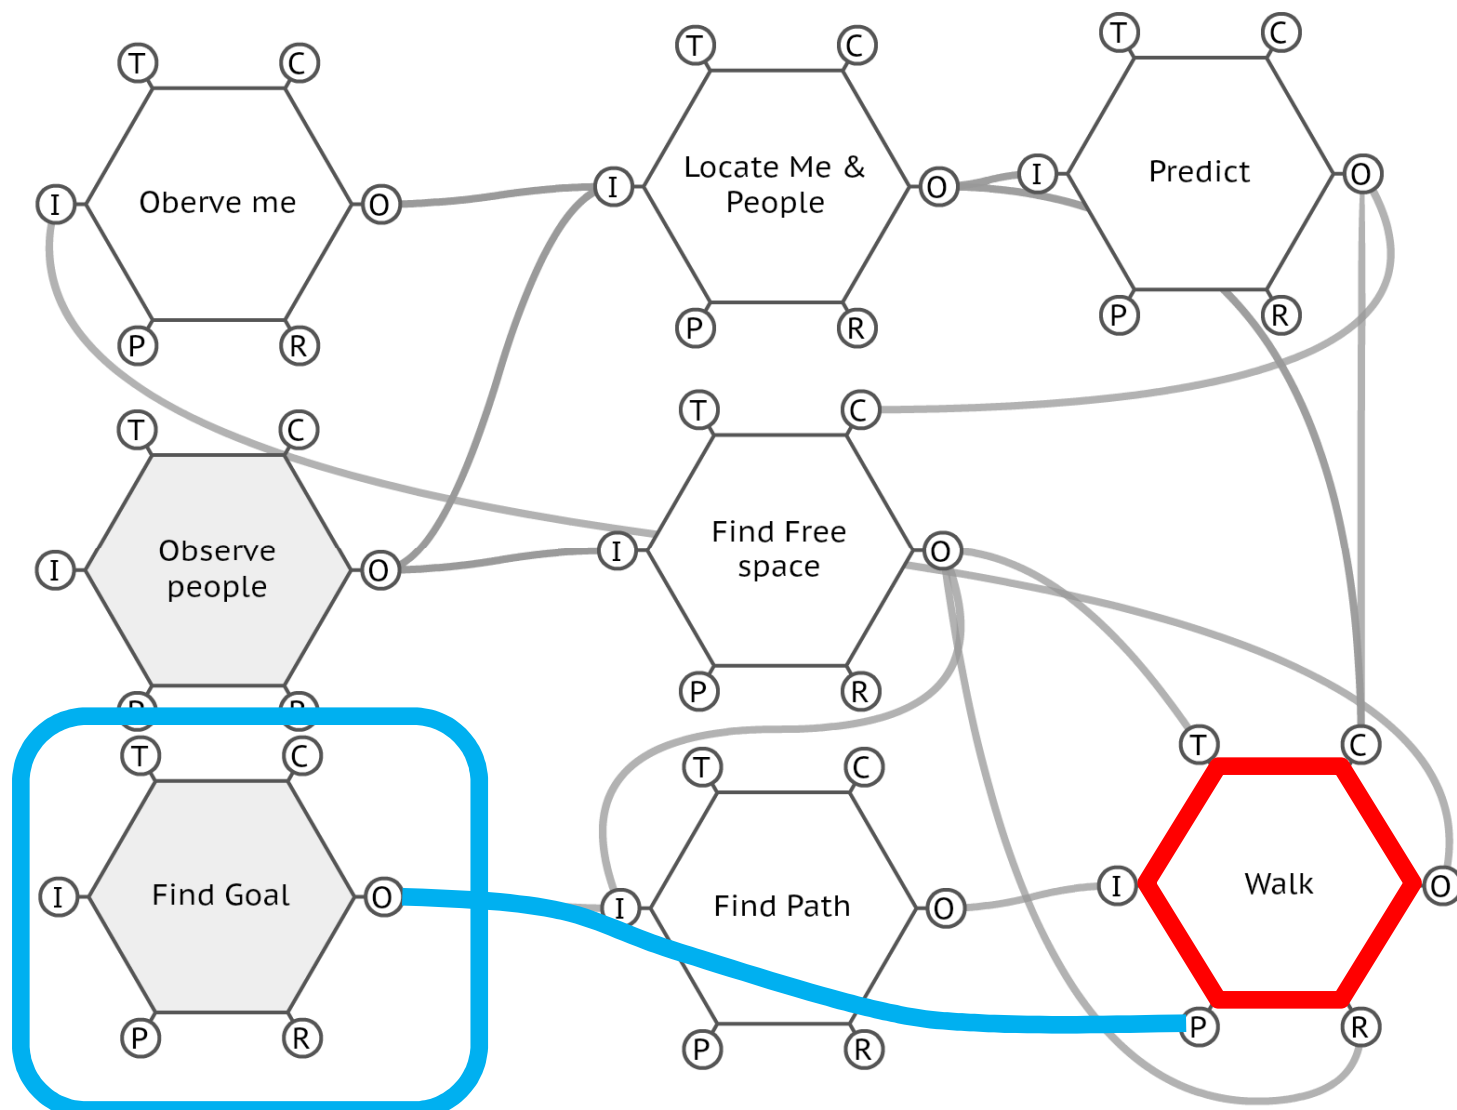 T C
I Oberve me O
P R
T C
I Locate Me &
People O
P R
T C
I Predict O
P R
T C
I Observe
people O
T C
I Find Free
space O
P R
T C
I Find Goal O
P R
T C
I Find Path O
P R
T C
I Walk O
P R